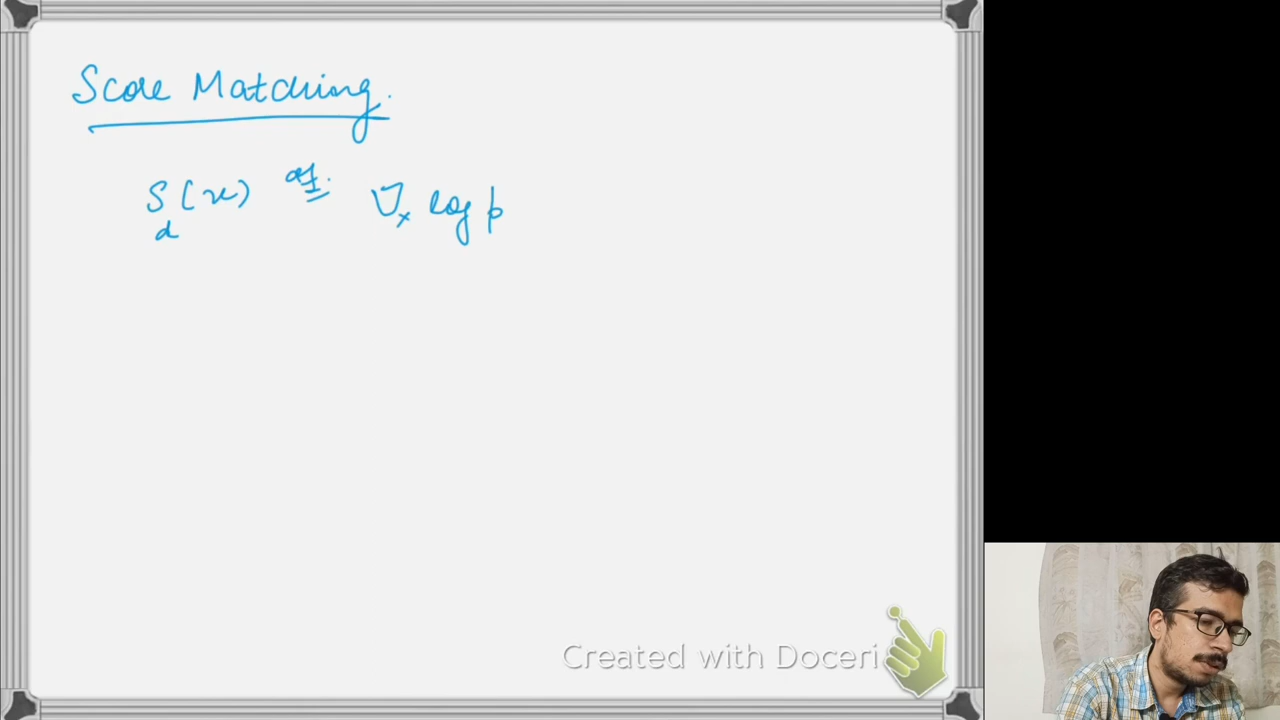 Score Matching.
S_d(x) def. = ∇_x log p
Created with Doceri